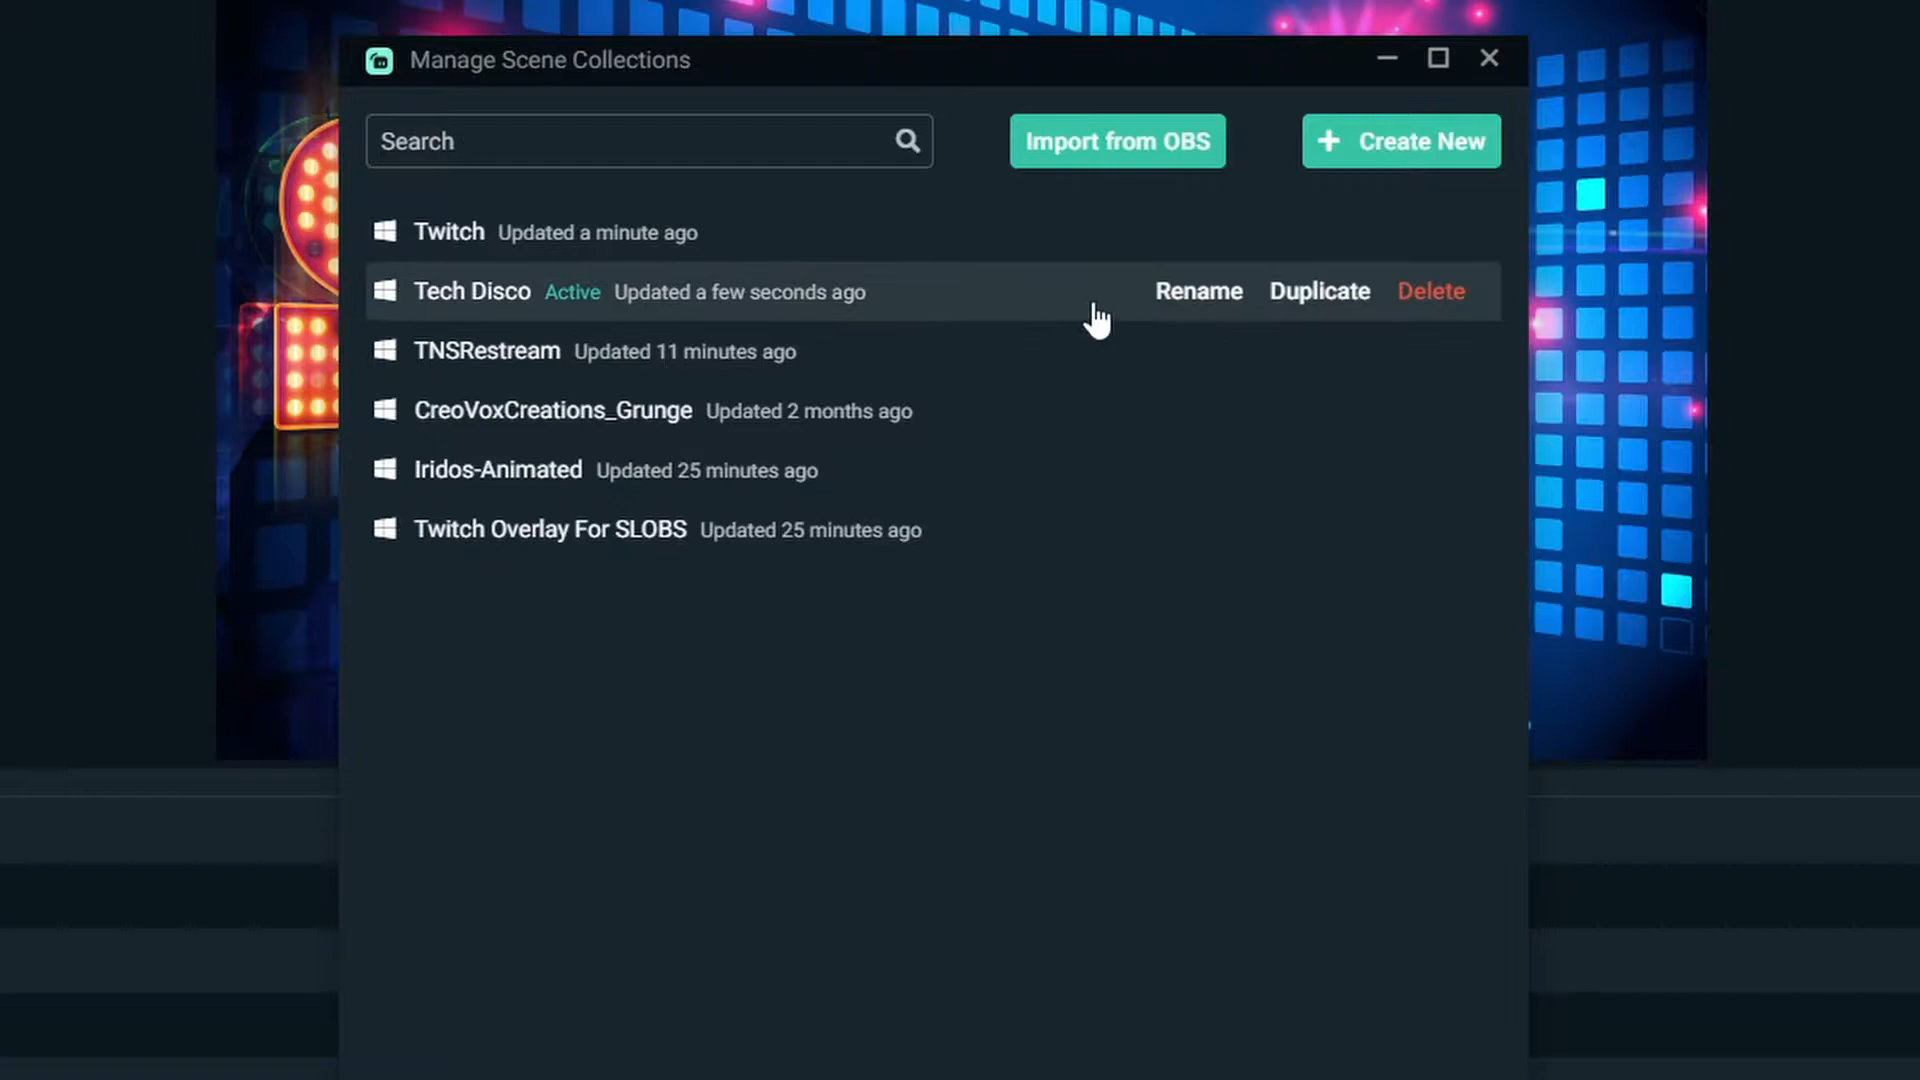 Manage Scene Collections
Search
Import from OBS
+ Create New
Twitch Updated a minute ago
Tech Disco Active Updated a few seconds ago Rename Duplicate Delete
TNSRestream Updated 11 minutes ago
CreoVoxCreations_Grunge Updated 2 months ago
Iridos-Animated Updated 25 minutes ago
Twitch Overlay For SLOBS Updated 25 minutes ago